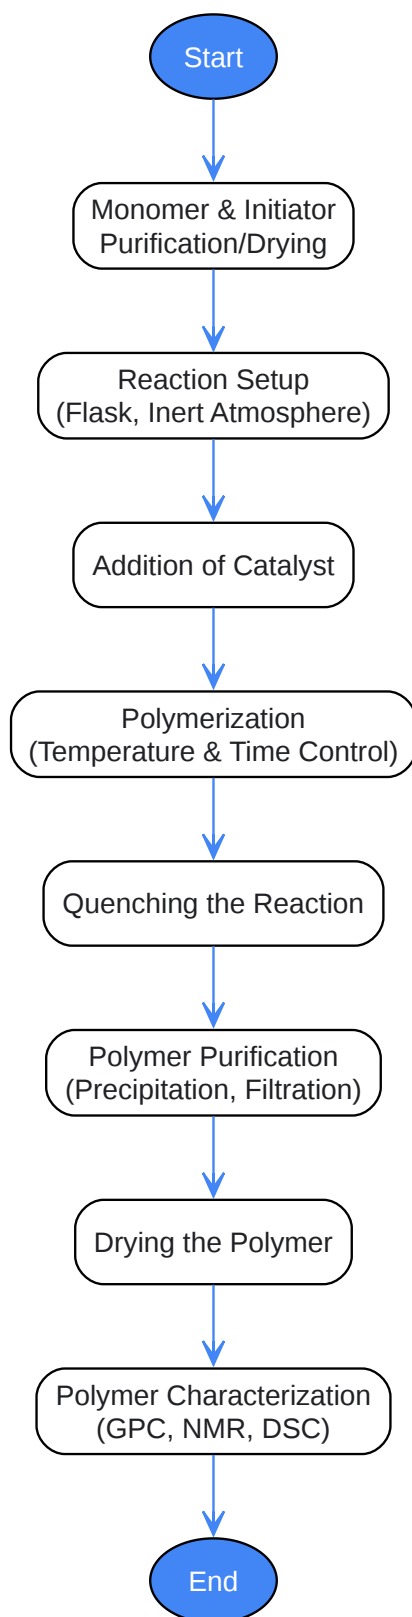 Start
Monomer & Initiator
Purification/Drying
Reaction Setup
(Flask, Inert Atmosphere)
Addition of Catalyst
Polymerization
(Temperature & Time Control)
Quenching the Reaction
Polymer Purification
(Precipitation, Filtration)
Drying the Polymer
Polymer Characterization
(GPC, NMR, DSC)
End